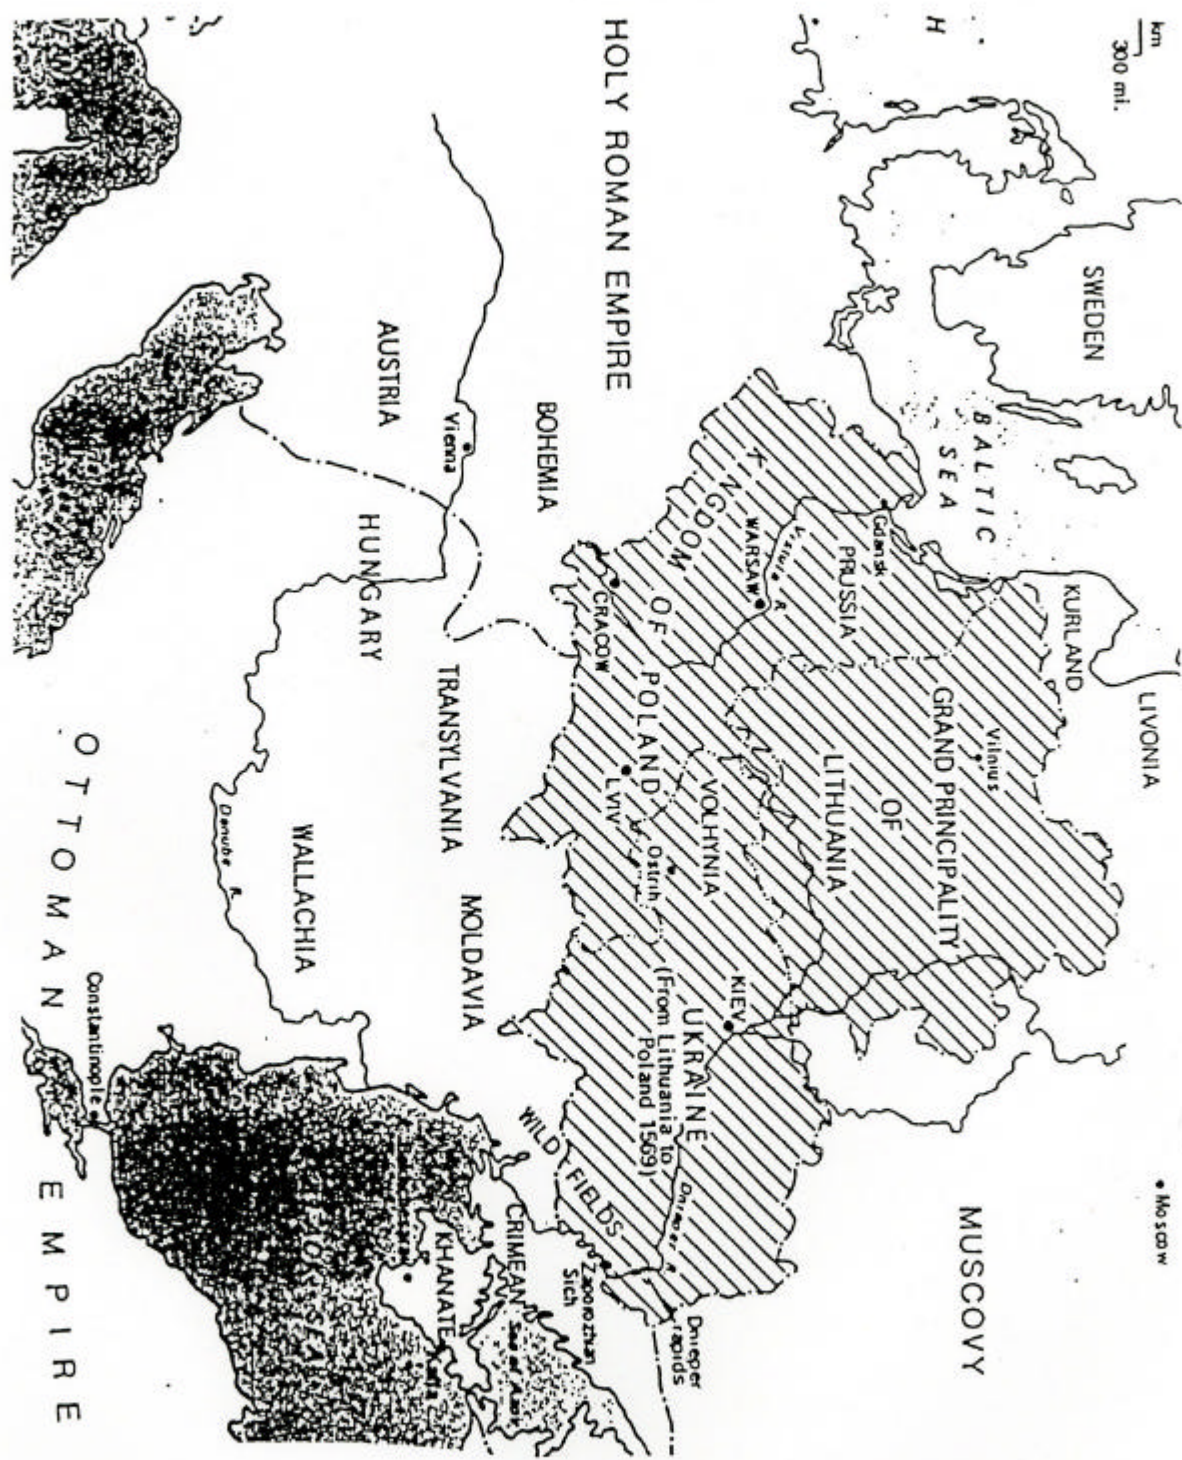 km
300 mi.
H
SWEDEN
BALTIC
SEA
KURLAND
LIVONIA
Moscow
MUSCOVY
HOLY ROMAN EMPIRE
Gdansk
PRUSSIA
Vistula R.
WARSAW
KINGDOM
OF
POLAND
Vilnius
GRAND PRINCIPALITY
OF
LITHUANIA
BOHEMIA
CRACOW
LVIV
VOLHYNIA
Ostrih
KIEV
UKRAINE
(From Lithuania to
Poland 1569)
Dnieper R.
Dnieper
rapids
Zaporozhian
Sich
WILD FIELDS
AUSTRIA
Vienna
HUNGARY
TRANSYLVANIA
MOLDAVIA
WALLACHIA
Danube R.
CRIMEAN
KHANATE
Sea of Azov
Kaffa
SEA
Constantinople
OTTOMAN EMPIRE